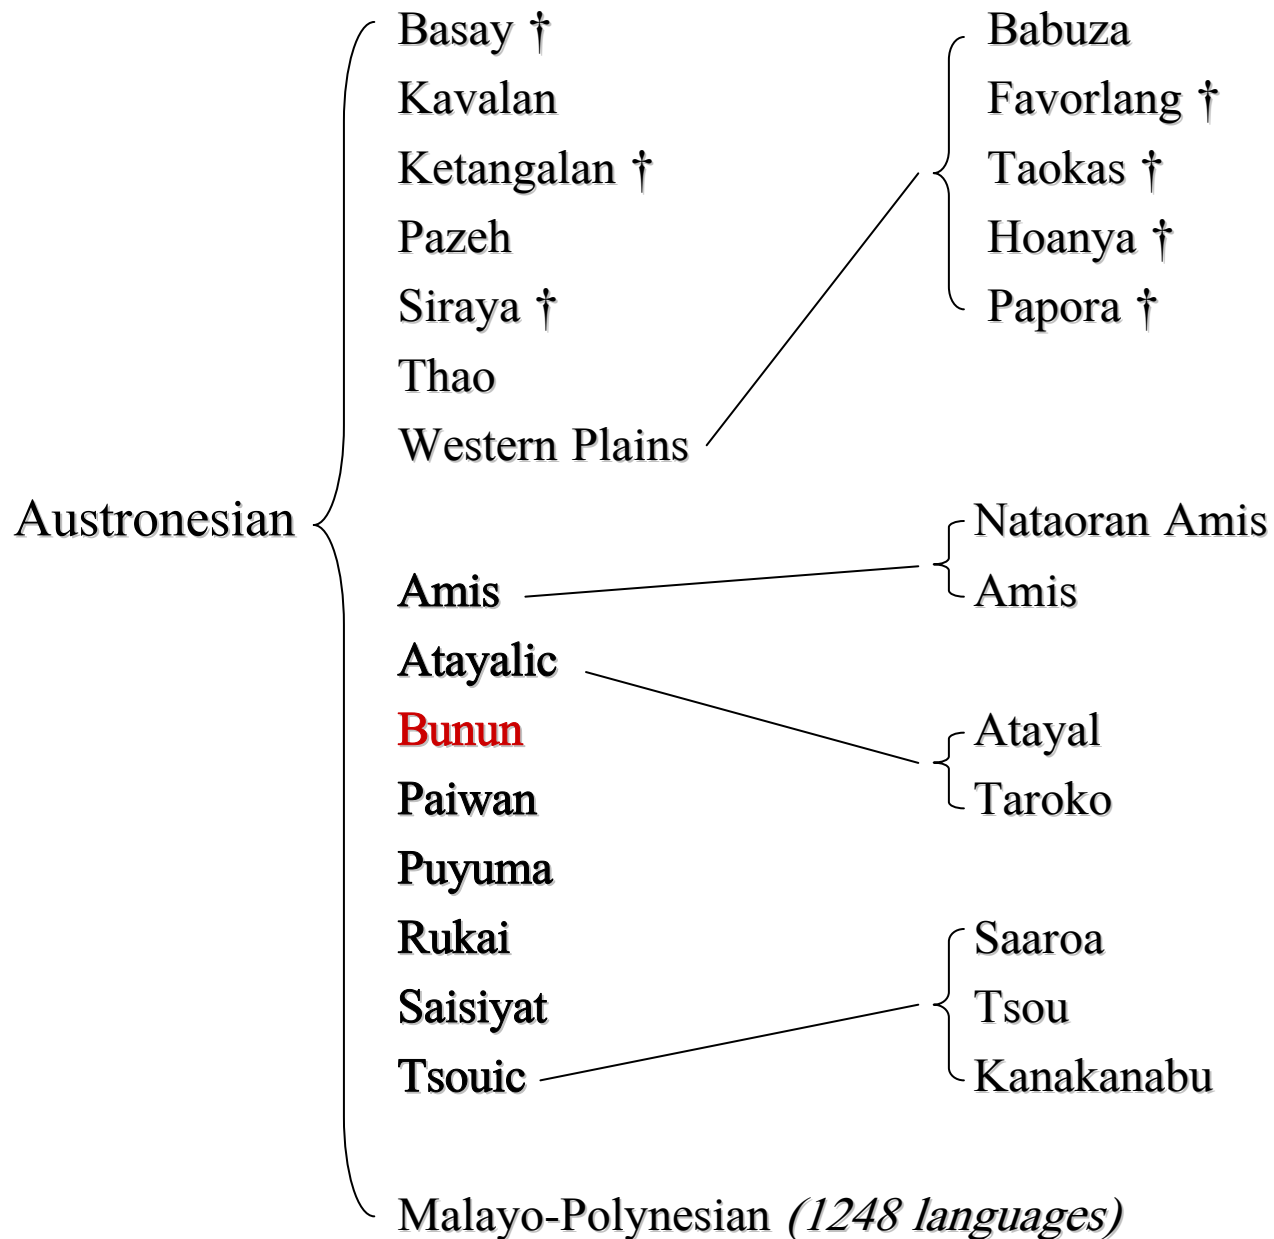 Austronesian
Basay †
Kavalan
Ketangalan †
Pazeh
Siraya †
Thao
Western Plains
Babuza
Favorlang †
Taokas †
Hoanya †
Papora †
Amis
Nataoran Amis
Amis
Atayalic
Atayal
Taroko
Bunun
Paiwan
Puyuma
Rukai
Saisiyat
Tsouic
Saaroa
Tsou
Kanakanabu
Malayo-Polynesian (1248 languages)